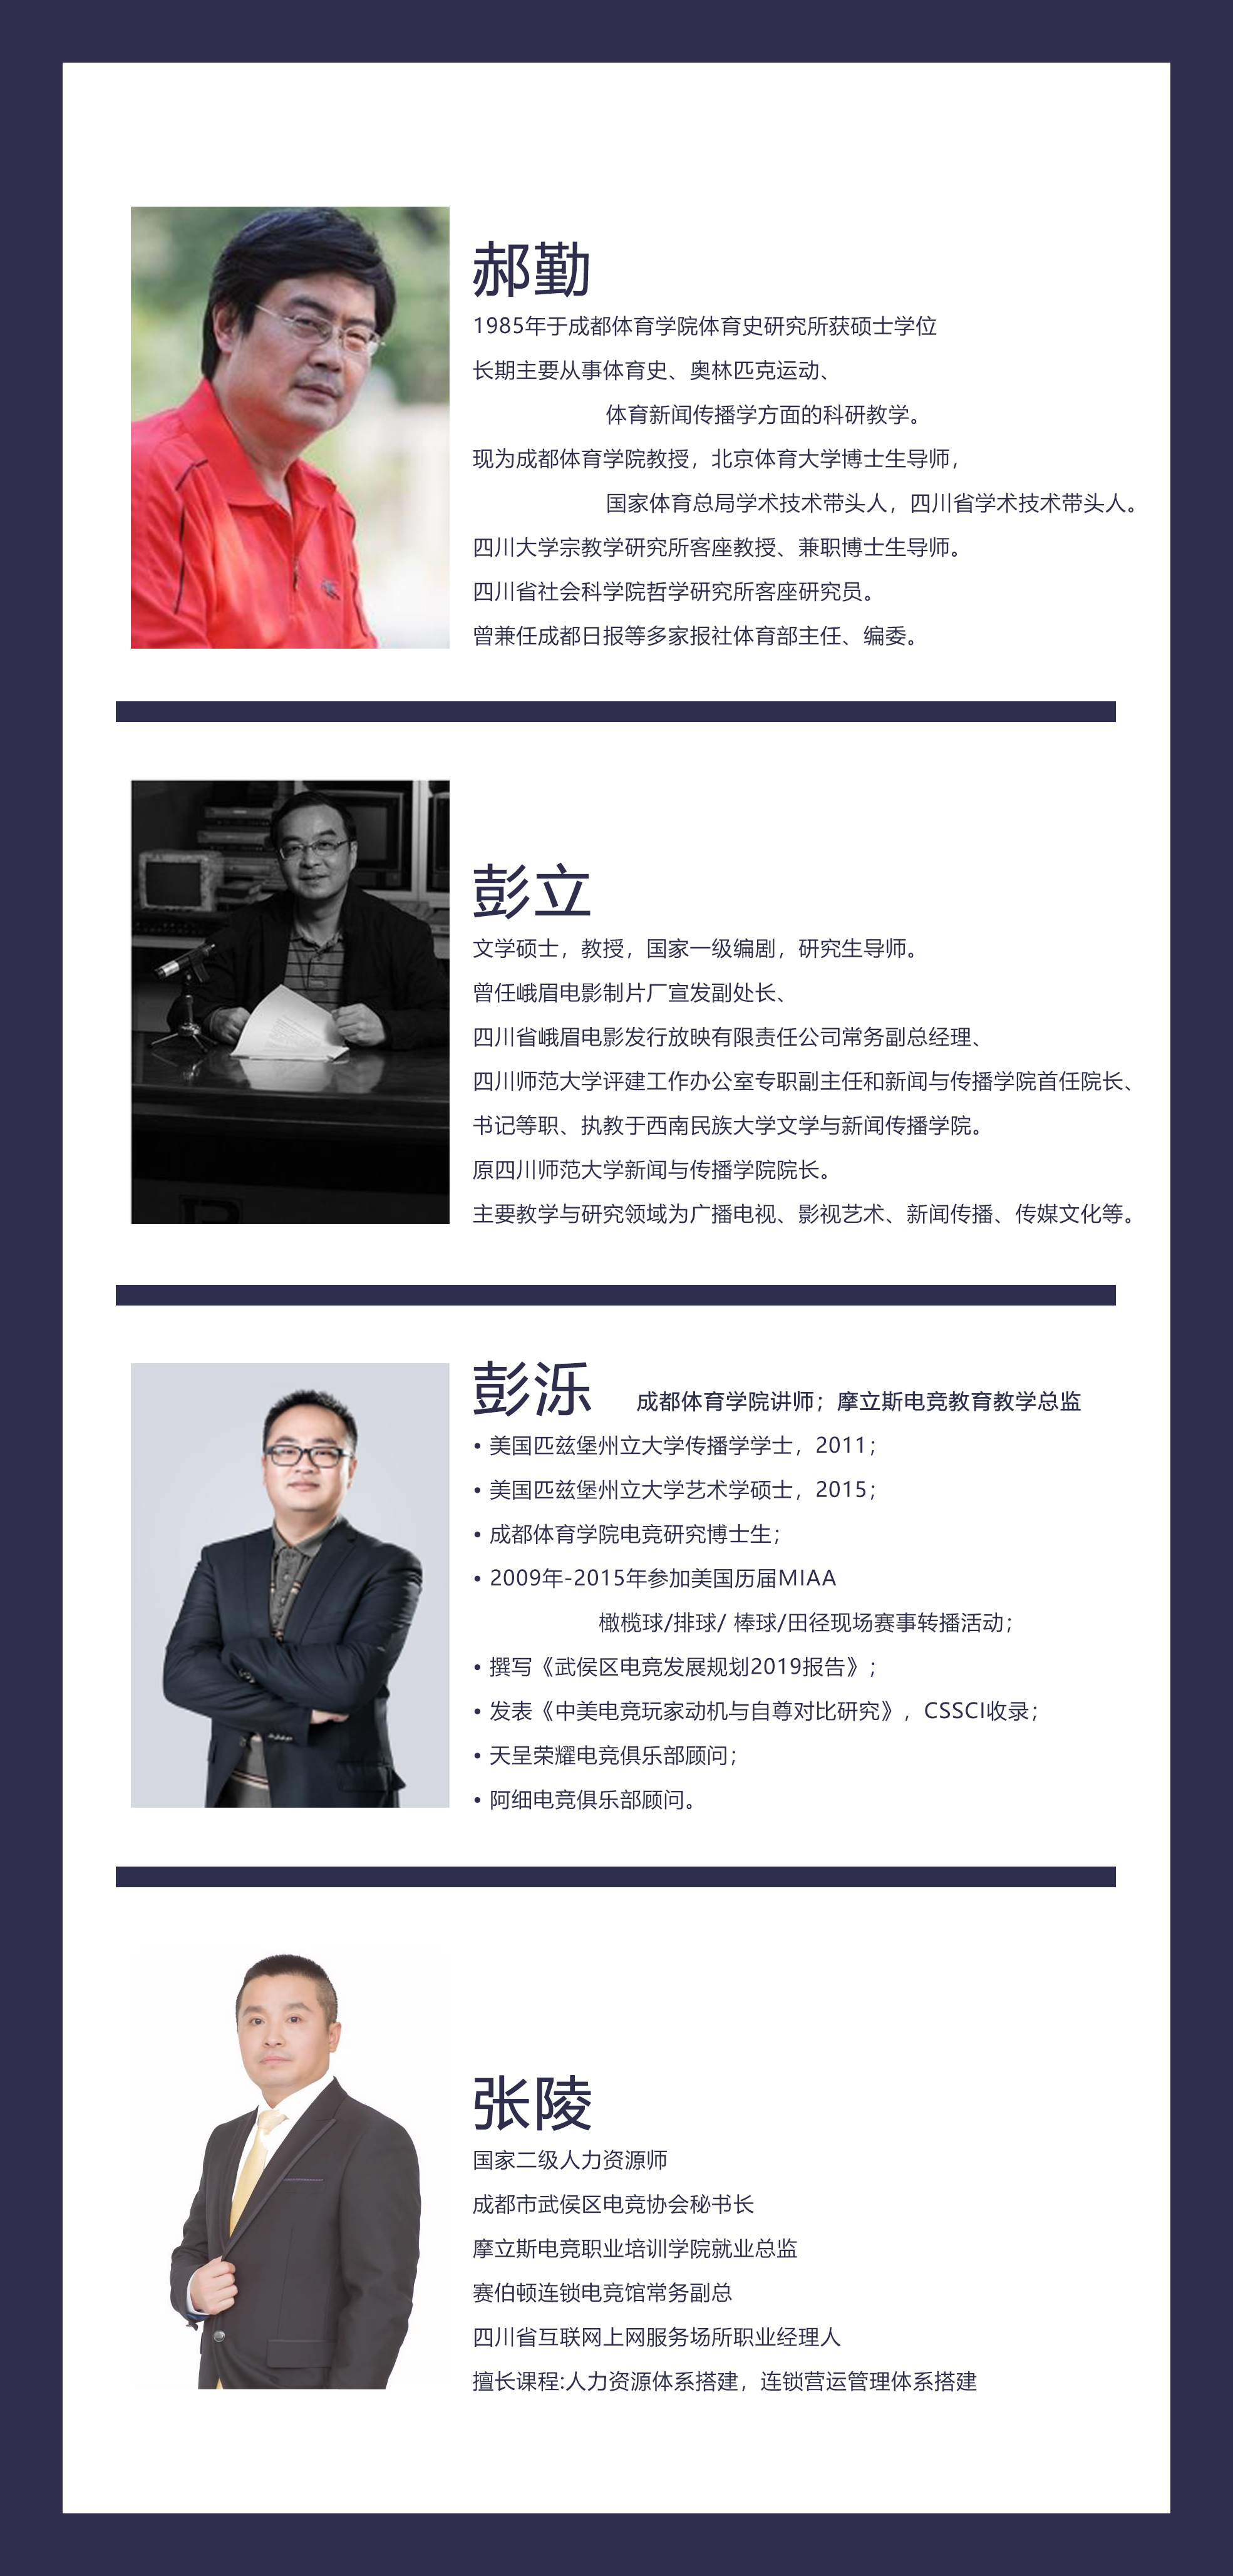 郝勤
1985年于成都体育学院体育史研究所获硕士学位
长期主要从事体育史、奥林匹克运动、
体育新闻传播学方面的科研教学。
现为成都体育学院教授，北京体育大学博士生导师，
国家体育总局学术技术带头人，四川省学术技术带头人。
四川大学宗教学研究所客座教授、兼职博士生导师。
四川省社会科学院哲学研究所客座研究员。
曾兼任成都日报等多家报社体育部主任、编委。
彭立
文学硕士，教授，国家一级编剧，研究生导师。
曾任峨眉电影制片厂宣发副处长、
四川省峨眉电影发行放映有限责任公司常务副总经理、
四川师范大学评建工作办公室专职副主任和新闻与传播学院首任院长、
书记等职、执教于西南民族大学文学与新闻传播学院。
原四川师范大学新闻与传播学院院长。
主要教学与研究领域为广播电视、影视艺术、新闻传播、传媒文化等。
彭泺 成都体育学院讲师；摩立斯电竞教育教学总监
• 美国匹兹堡州立大学传播学学士，2011；
• 美国匹兹堡州立大学艺术学硕士，2015；
• 成都体育学院电竞研究博士生；
• 2009年-2015年参加美国历届MIAA
橄榄球/排球/ 棒球/田径现场赛事转播活动；
• 撰写《武侯区电竞发展规划2019报告》；
• 发表《中美电竞玩家动机与自尊对比研究》，CSSCI收录；
• 天呈荣耀电竞俱乐部顾问；
• 阿细电竞俱乐部顾问。
张陵
国家二级人力资源师
成都市武侯区电竞协会秘书长
摩立斯电竞职业培训学院就业总监
赛伯顿连锁电竞馆常务副总
四川省互联网上网服务场所职业经理人
擅长课程:人力资源体系搭建，连锁营运管理体系搭建